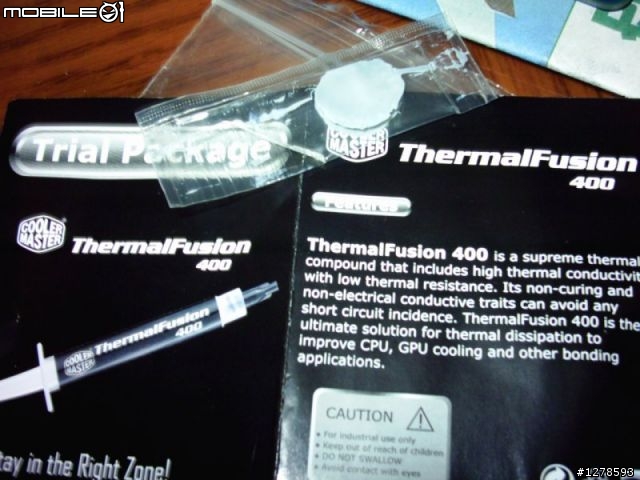 MOBILE01
Trial Package
COOLER MASTER
ThermalFusion
400
COOLER MASTER
ThermalFusion
400
Stay in the Right Zone!
COOLER MASTER
ThermalFusion
400
Features
ThermalFusion 400 is a supreme thermal
compound that includes high thermal conductivit
with low thermal resistance. Its non-curing and
non-electrical conductive traits can avoid any
short circuit incidence. ThermalFusion 400 is the
ultimate solution for thermal dissipation to
improve CPU, GPU cooling and other bonding
applications.
CAUTION
• For industrial use only
• Keep out of reach of children
• DO NOT SWALLOW
• Avoid contact with eyes
#1278593